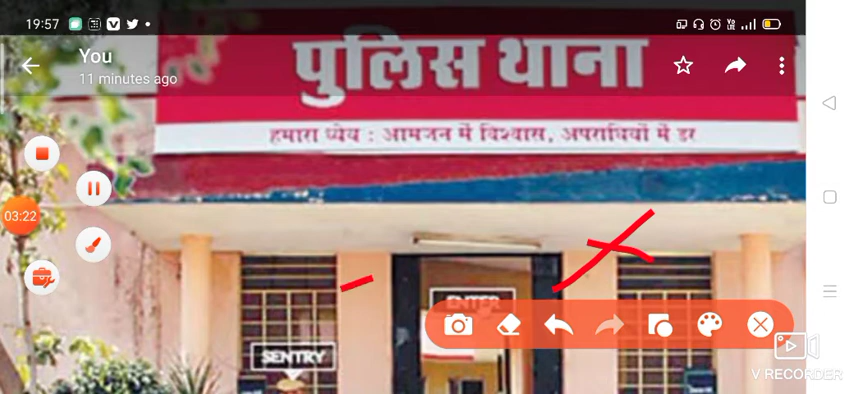 19:57
You
11 minutes ago
पुलिस थाना
हमारा ध्येय : आमजन में विश्वास, अपराधियों में डर
03:22
ENTER
SENTRY
V RECORDER